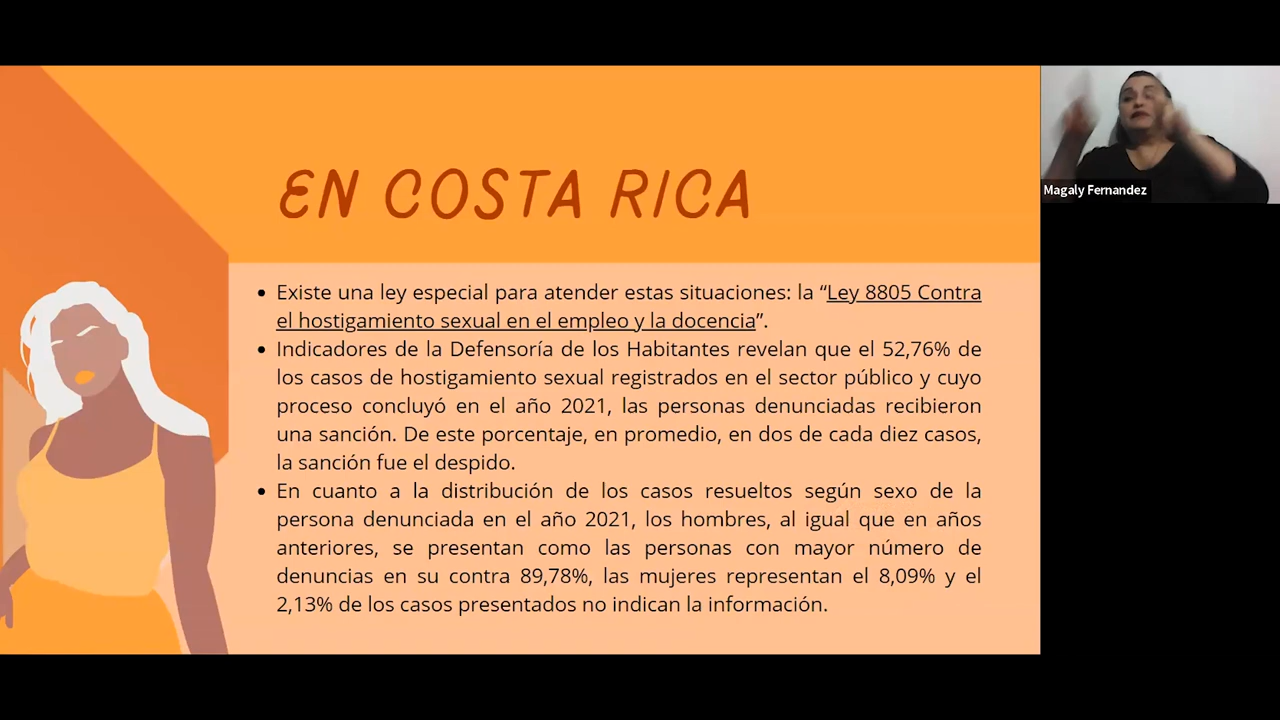 EN COSTA RICA
Magaly Fernandez
• Existe una ley especial para atender estas situaciones: la “Ley 8805 Contra
el hostigamiento sexual en el empleo y la docencia”.
• Indicadores de la Defensoría de los Habitantes revelan que el 52,76% de
los casos de hostigamiento sexual registrados en el sector público y cuyo
proceso concluyó en el año 2021, las personas denunciadas recibieron
una sanción. De este porcentaje, en promedio, en dos de cada diez casos,
la sanción fue el despido.
• En cuanto a la distribución de los casos resueltos según sexo de la
persona denunciada en el año 2021, los hombres, al igual que en años
anteriores, se presentan como las personas con mayor número de
denuncias en su contra 89,78%, las mujeres representan el 8,09% y el
2,13% de los casos presentados no indican la información.